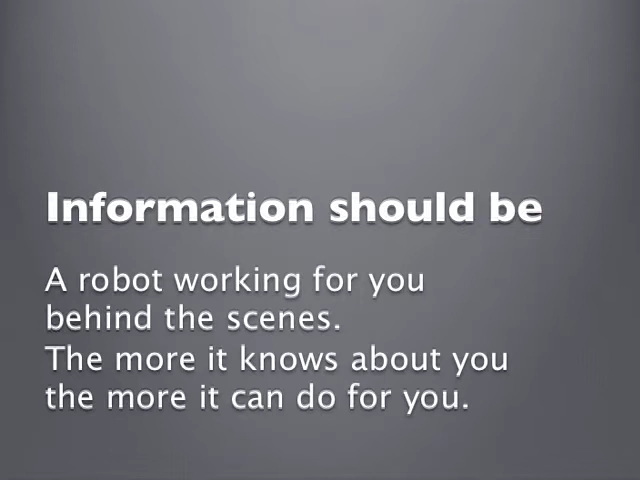 Information should be
A robot working for you
behind the scenes.
The more it knows about you
the more it can do for you.